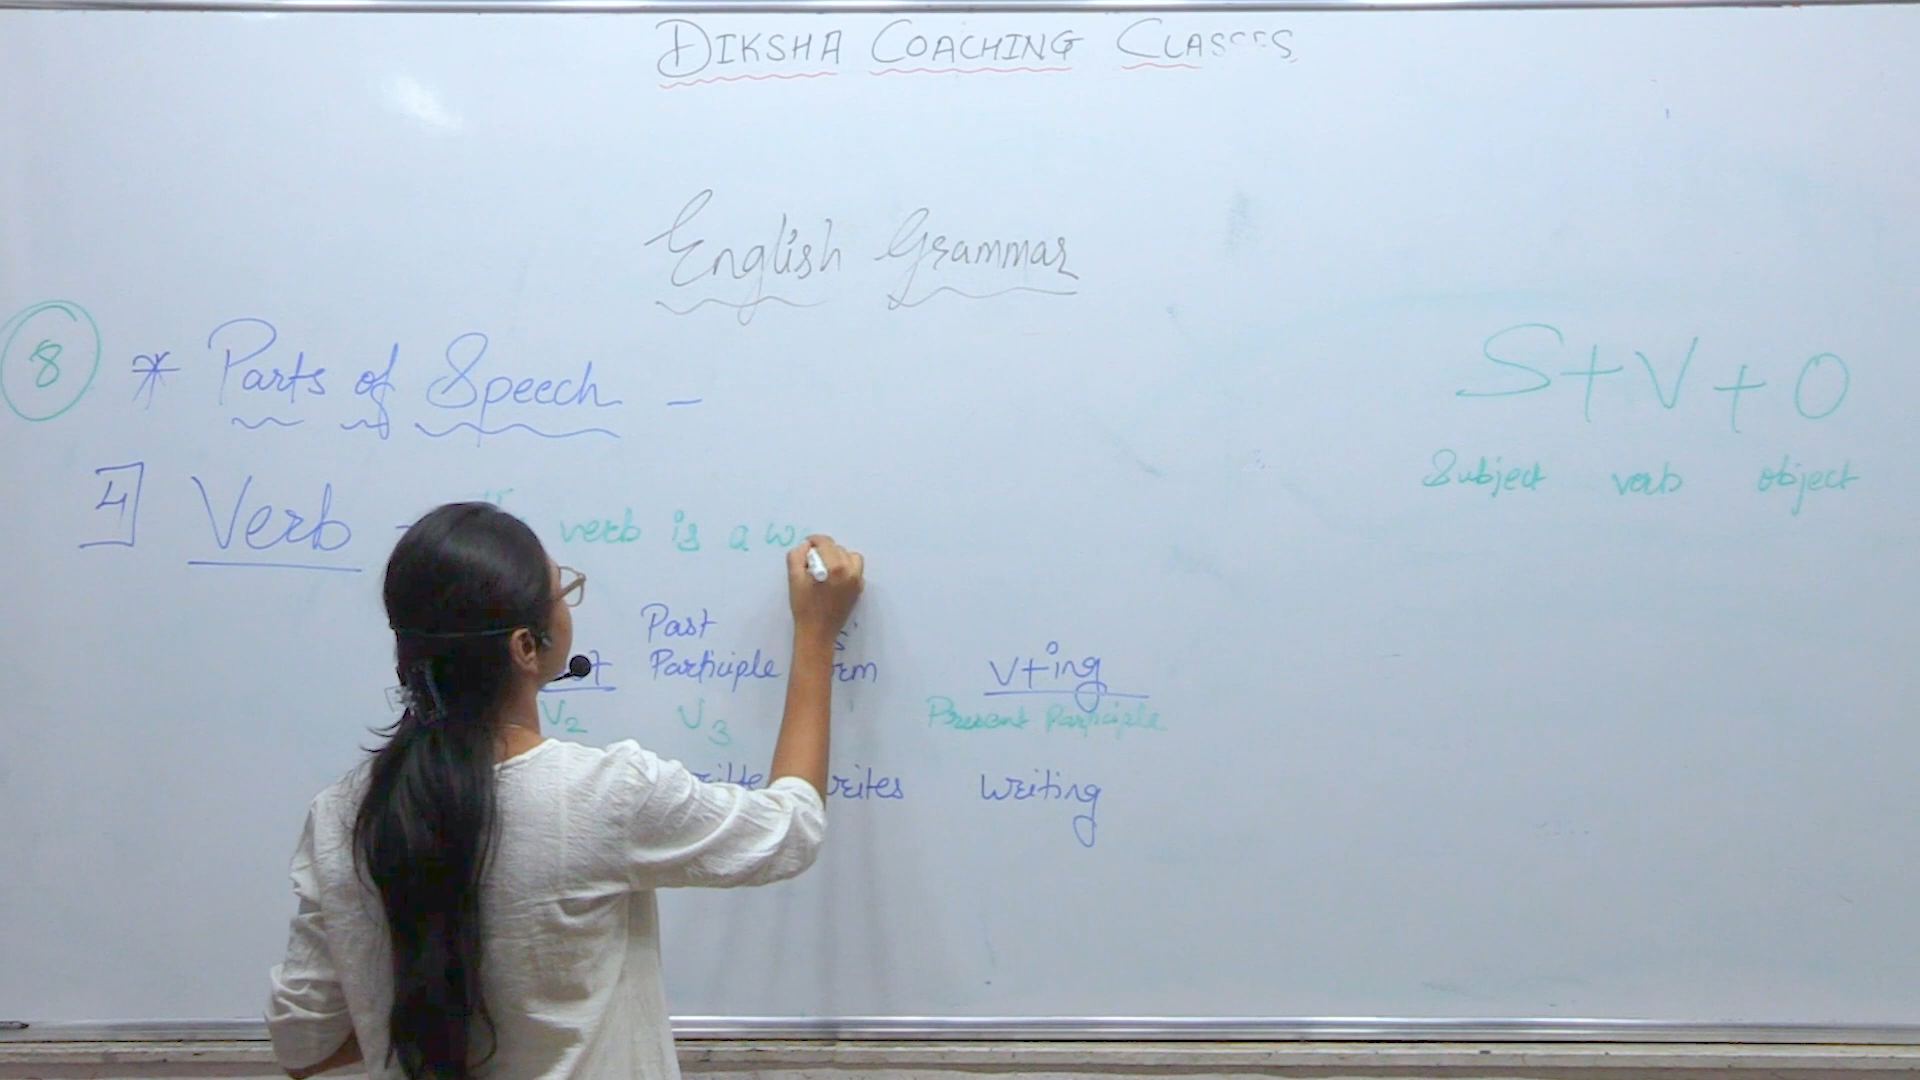 DIKSHA COACHING CLASSES
English Grammar
8 * Parts of Speech -
S+V+O
Subject verb object
4] Verb - verb is a
Past
Participle V+ing
V2 V3 Present Participle
writes Writing